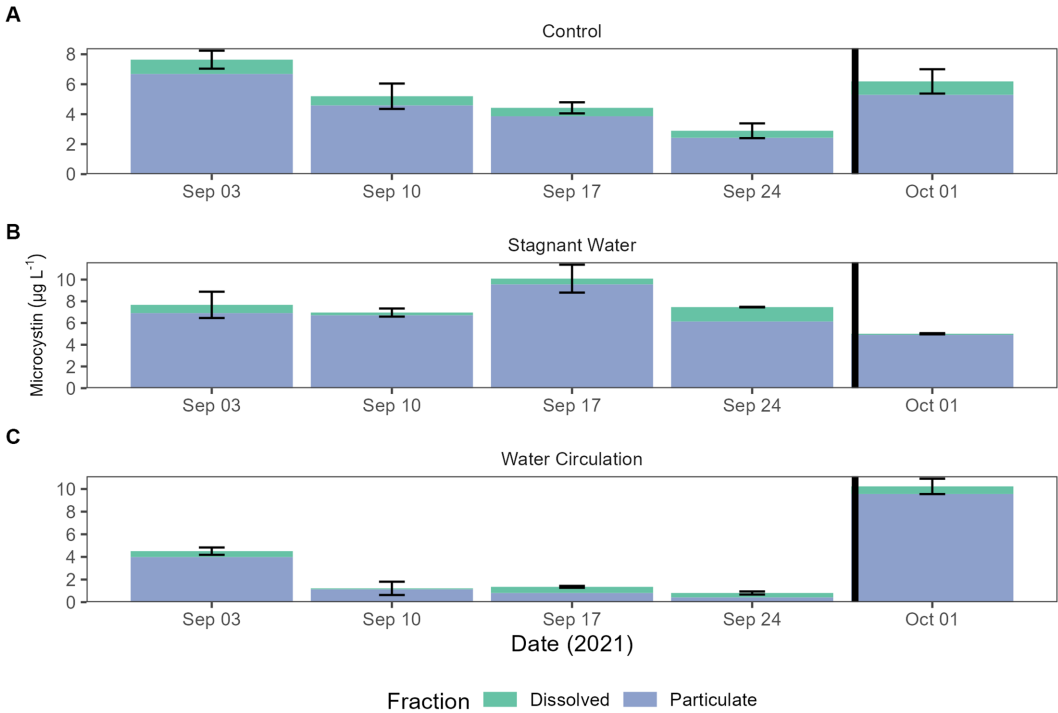 A
Control
8
6
4
2
0
Sep 03 Sep 10 Sep 17 Sep 24 Oct 01
B
Stagnant Water
Microcystin (µg L⁻¹)
10
8
6
4
2
0
Sep 03 Sep 10 Sep 17 Sep 24 Oct 01
C
Water Circulation
10
8
6
4
2
0
Sep 03 Sep 10 Sep 17 Sep 24 Oct 01
Date (2021)
Fraction Dissolved Particulate